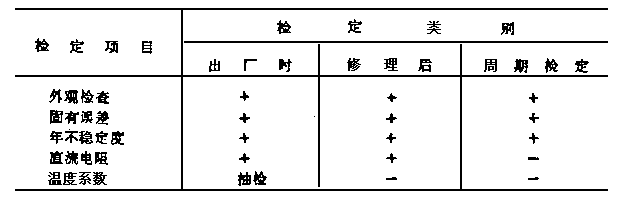 检定项目 检定类别
出厂时 修理后 周期检定
外观检查 + + +
固有误差 + + +
年不稳定度 + + +
直流电阻 + + －
温度系数 抽检 － －